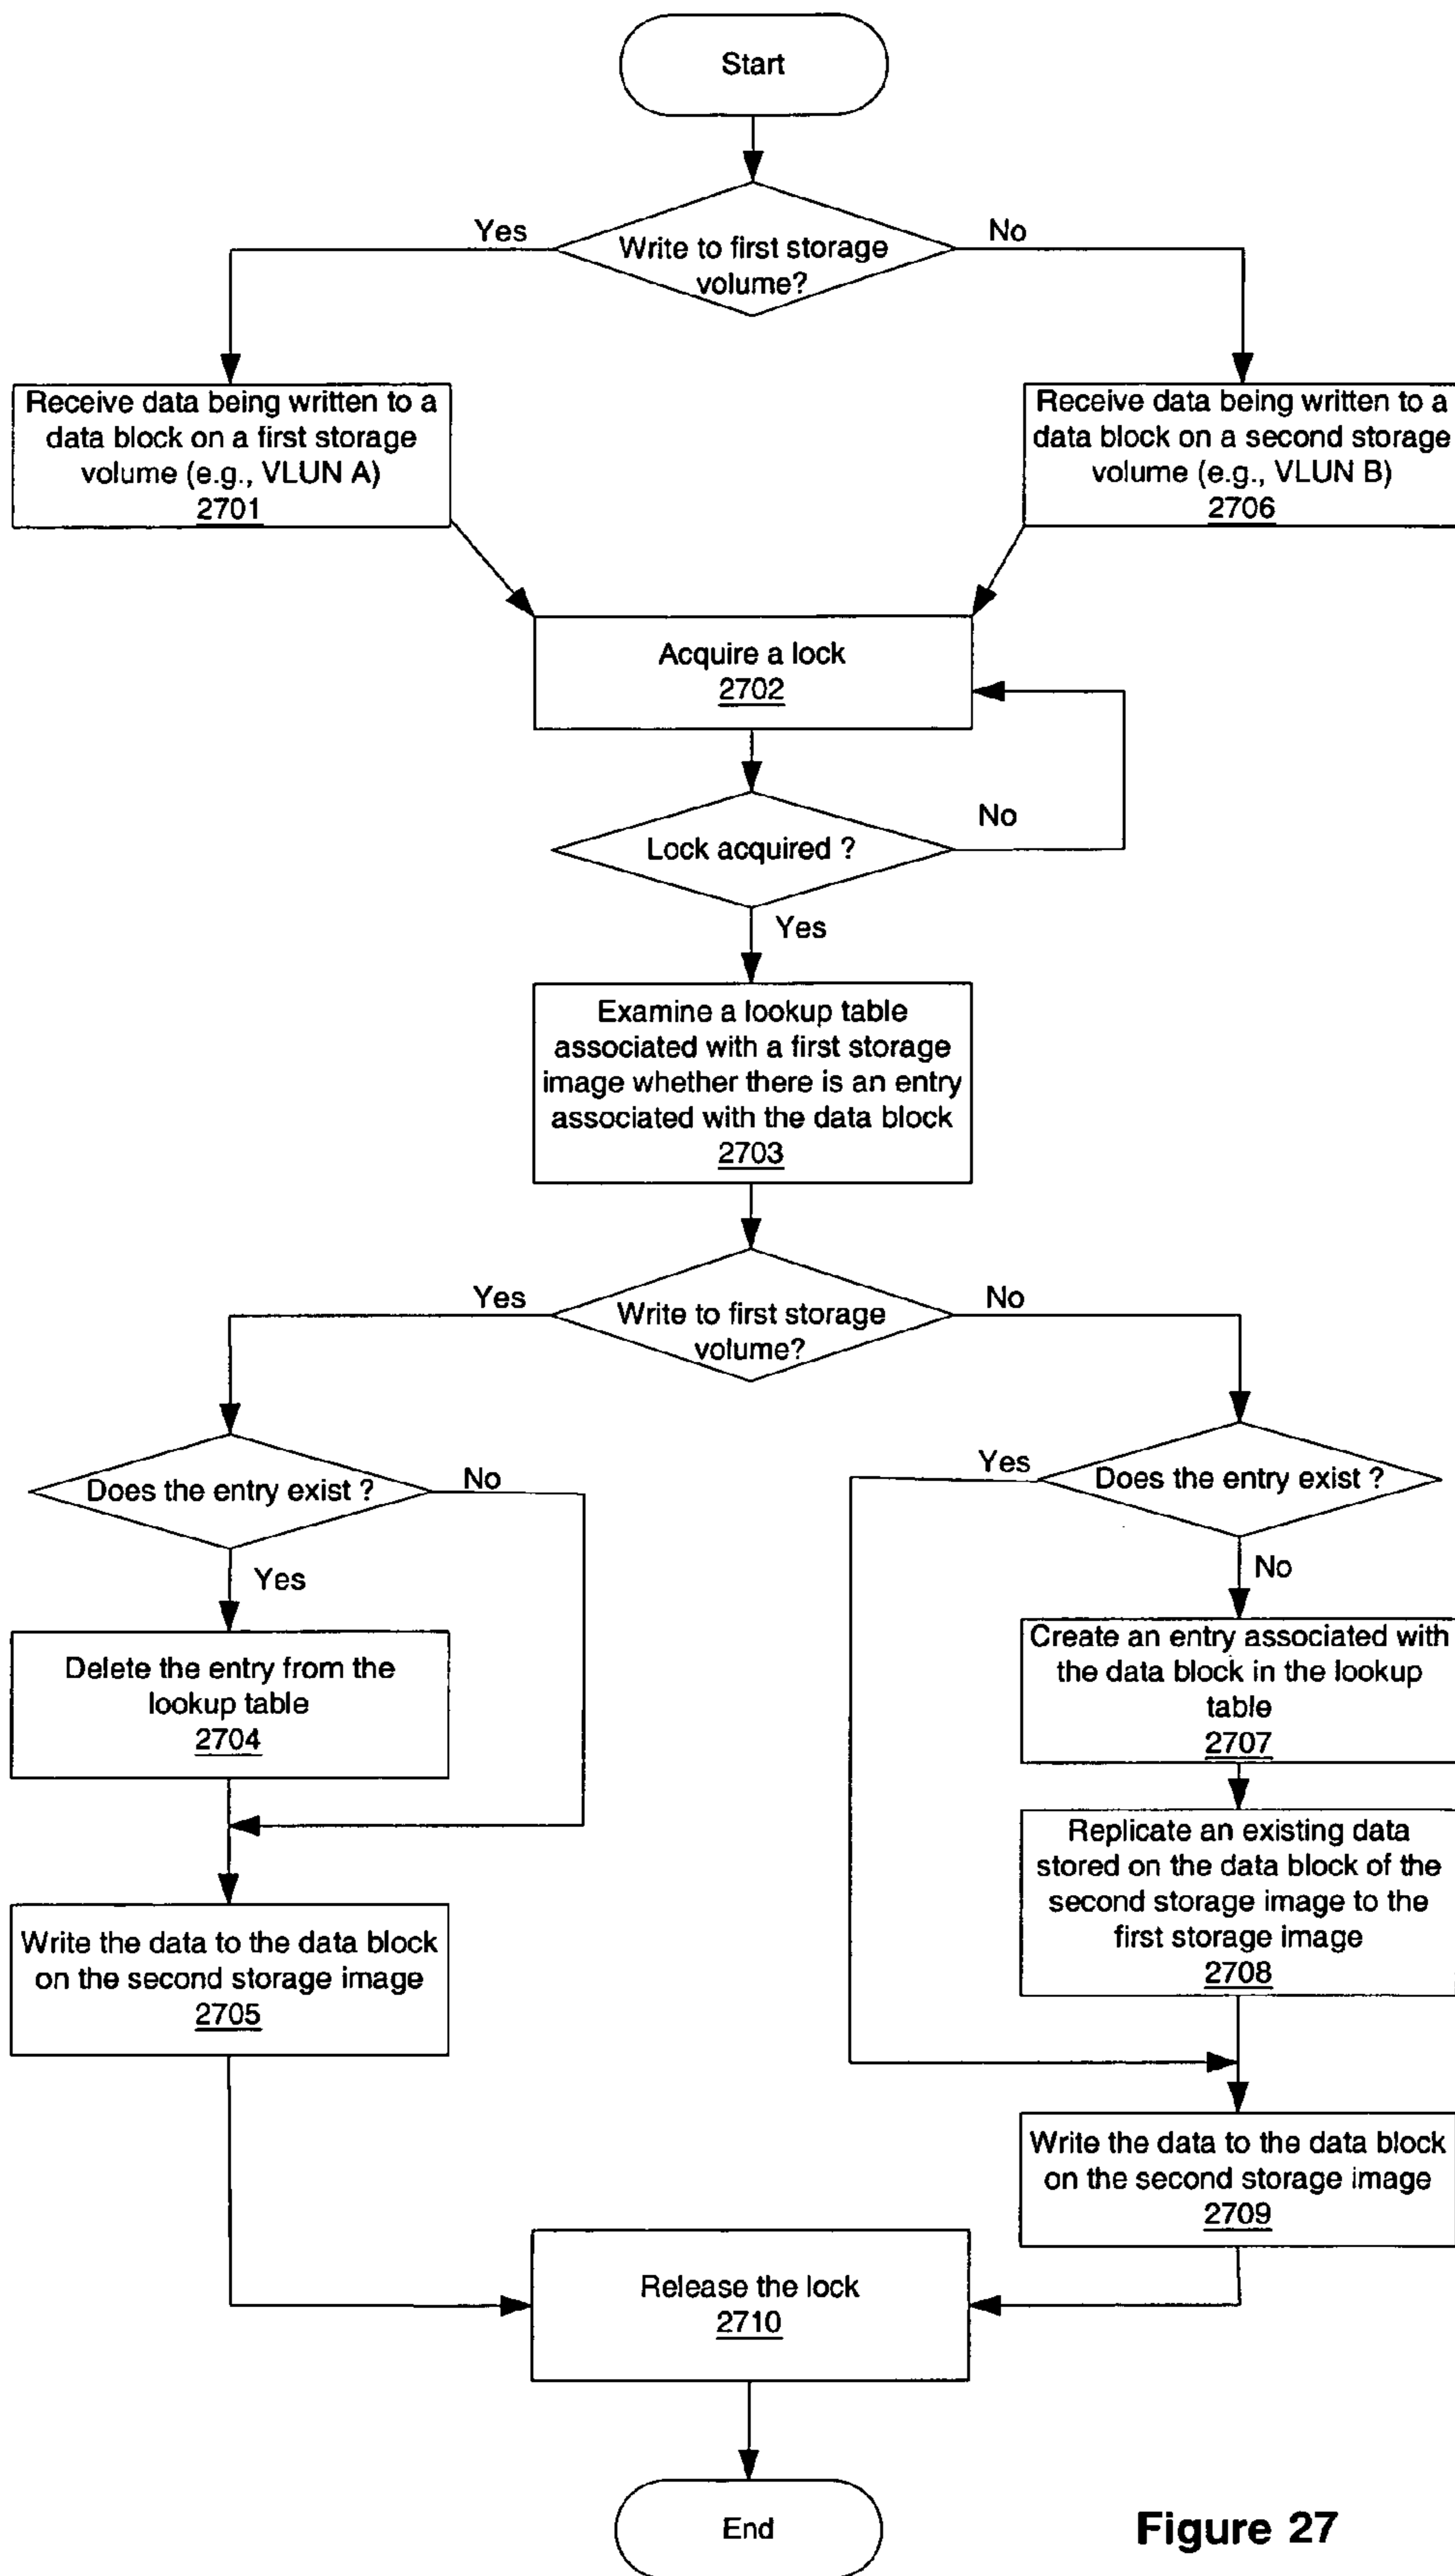 Start
Write to first storage
volume?
Yes
No
Receive data being written to a
data block on a first storage
volume (e.g., VLUN A)
2701
Receive data being written to a
data block on a second storage
volume (e.g., VLUN B)
2706
Acquire a lock
2702
Lock acquired ?
No
Yes
Examine a lookup table
associated with a first storage
image whether there is an entry
associated with the data block
2703
Write to first storage
volume?
Yes
No
Does the entry exist ?
No
Yes
Delete the entry from the
lookup table
2704
Write the data to the data block
on the second storage image
2705
Does the entry exist ?
Yes
No
Create an entry associated with
the data block in the lookup
table
2707
Replicate an existing data
stored on the data block of the
second storage image to the
first storage image
2708
Write the data to the data block
on the second storage image
2709
Release the lock
2710
End
Figure 27